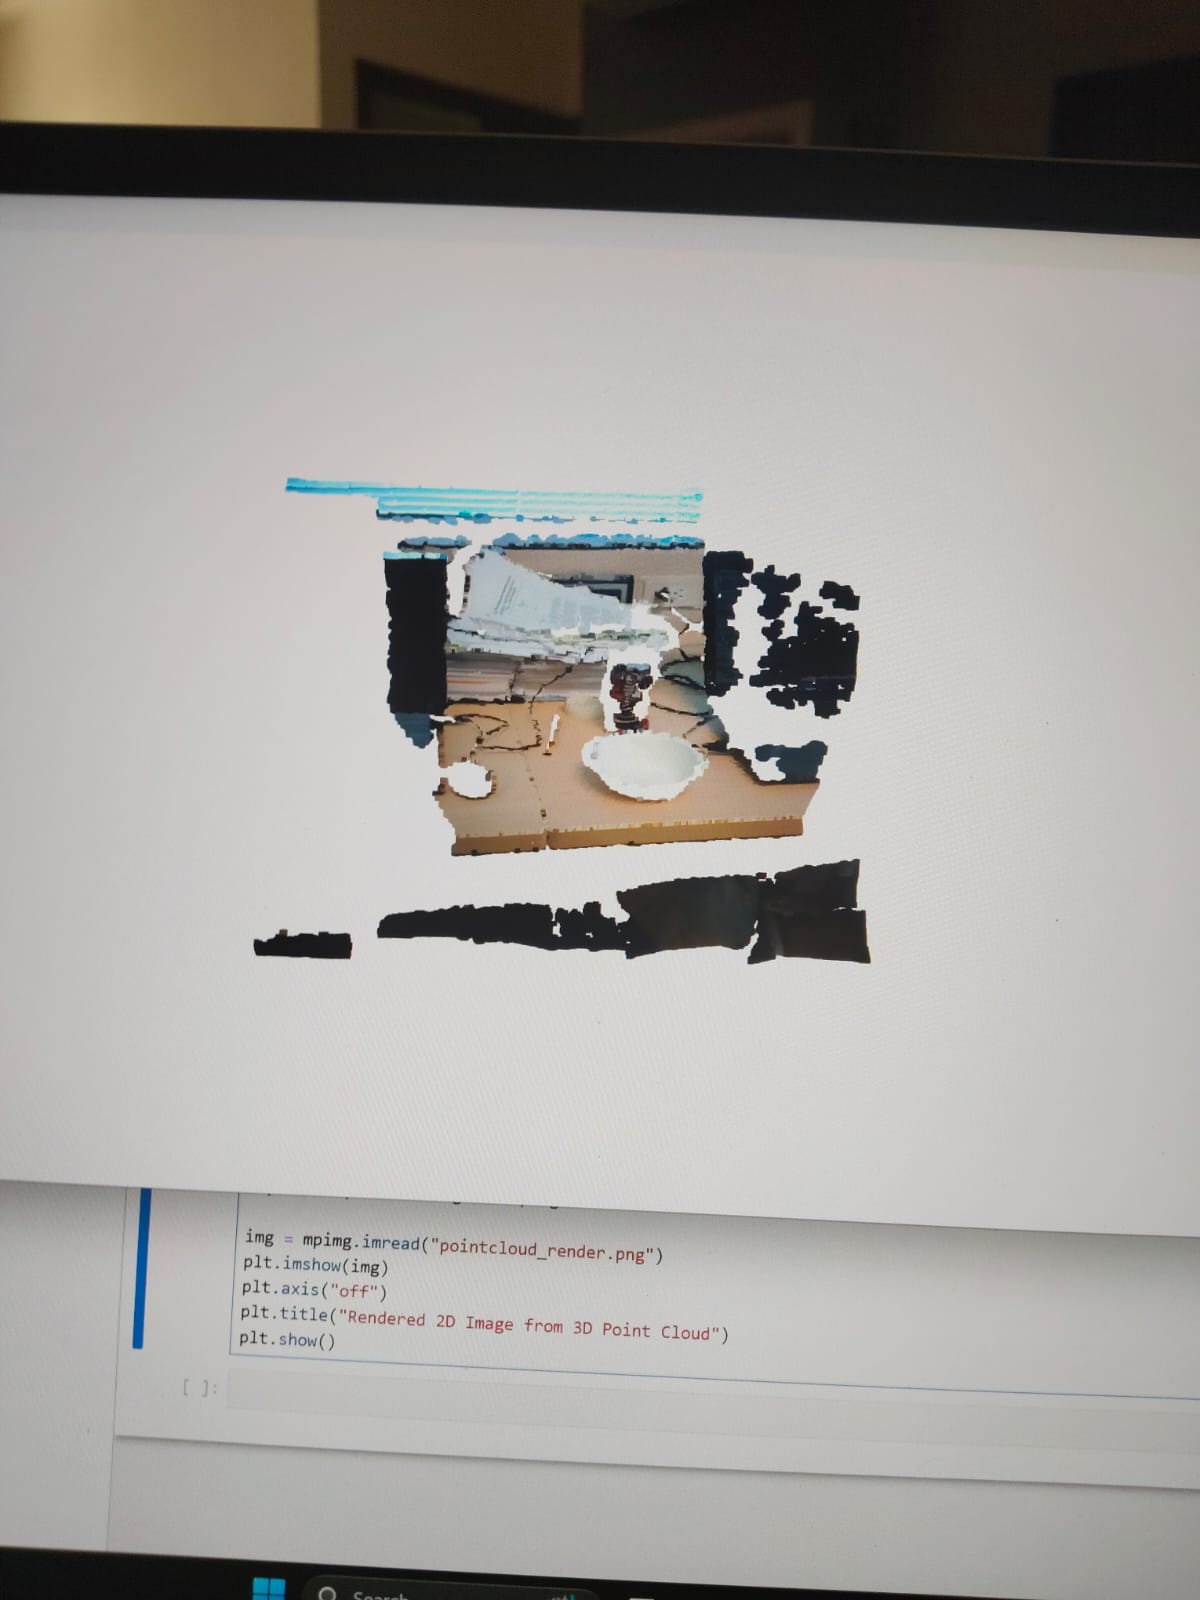 img = mpimg.imread("pointcloud_render.png")
plt.imshow(img)
plt.axis("off")
plt.title("Rendered 2D Image from 3D Point Cloud")
plt.show()
[ ]:
Search